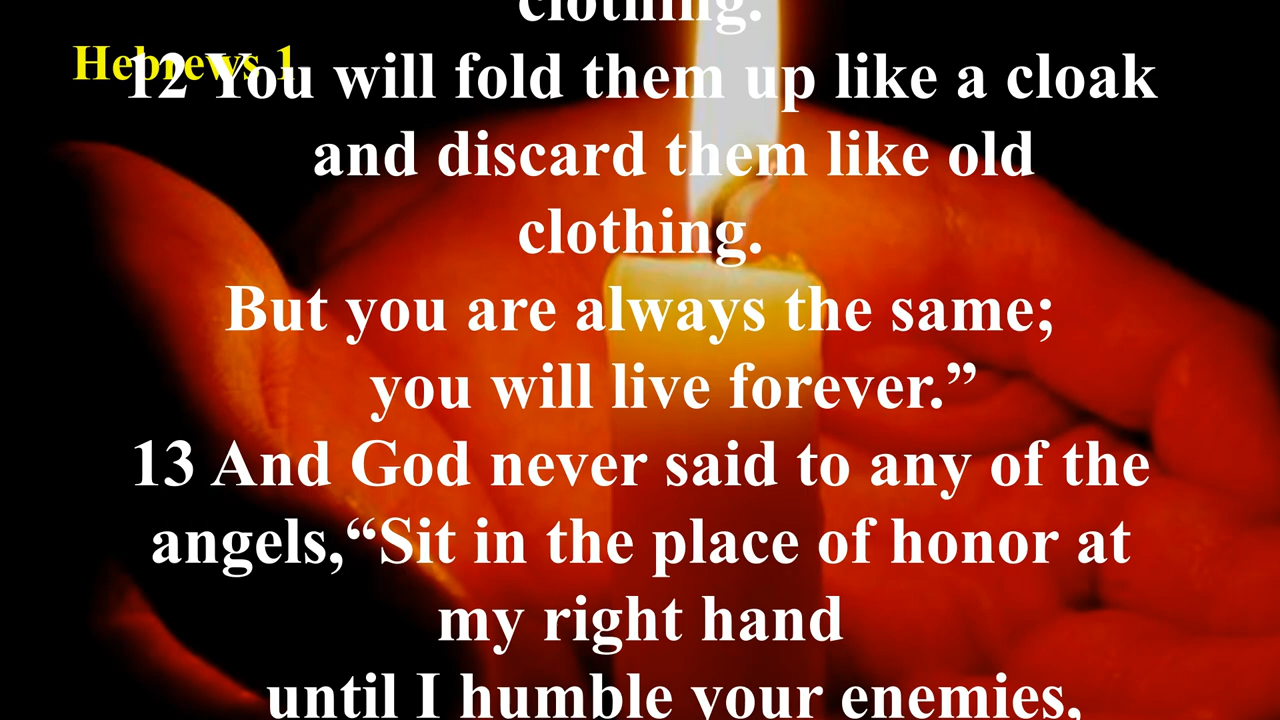 clothing.
Hebrews 1
12 You will fold them up like a cloak
and discard them like old
clothing.
But you are always the same;
you will live forever.”
13 And God never said to any of the
angels,“Sit in the place of honor at
my right hand
until I humble your enemies,